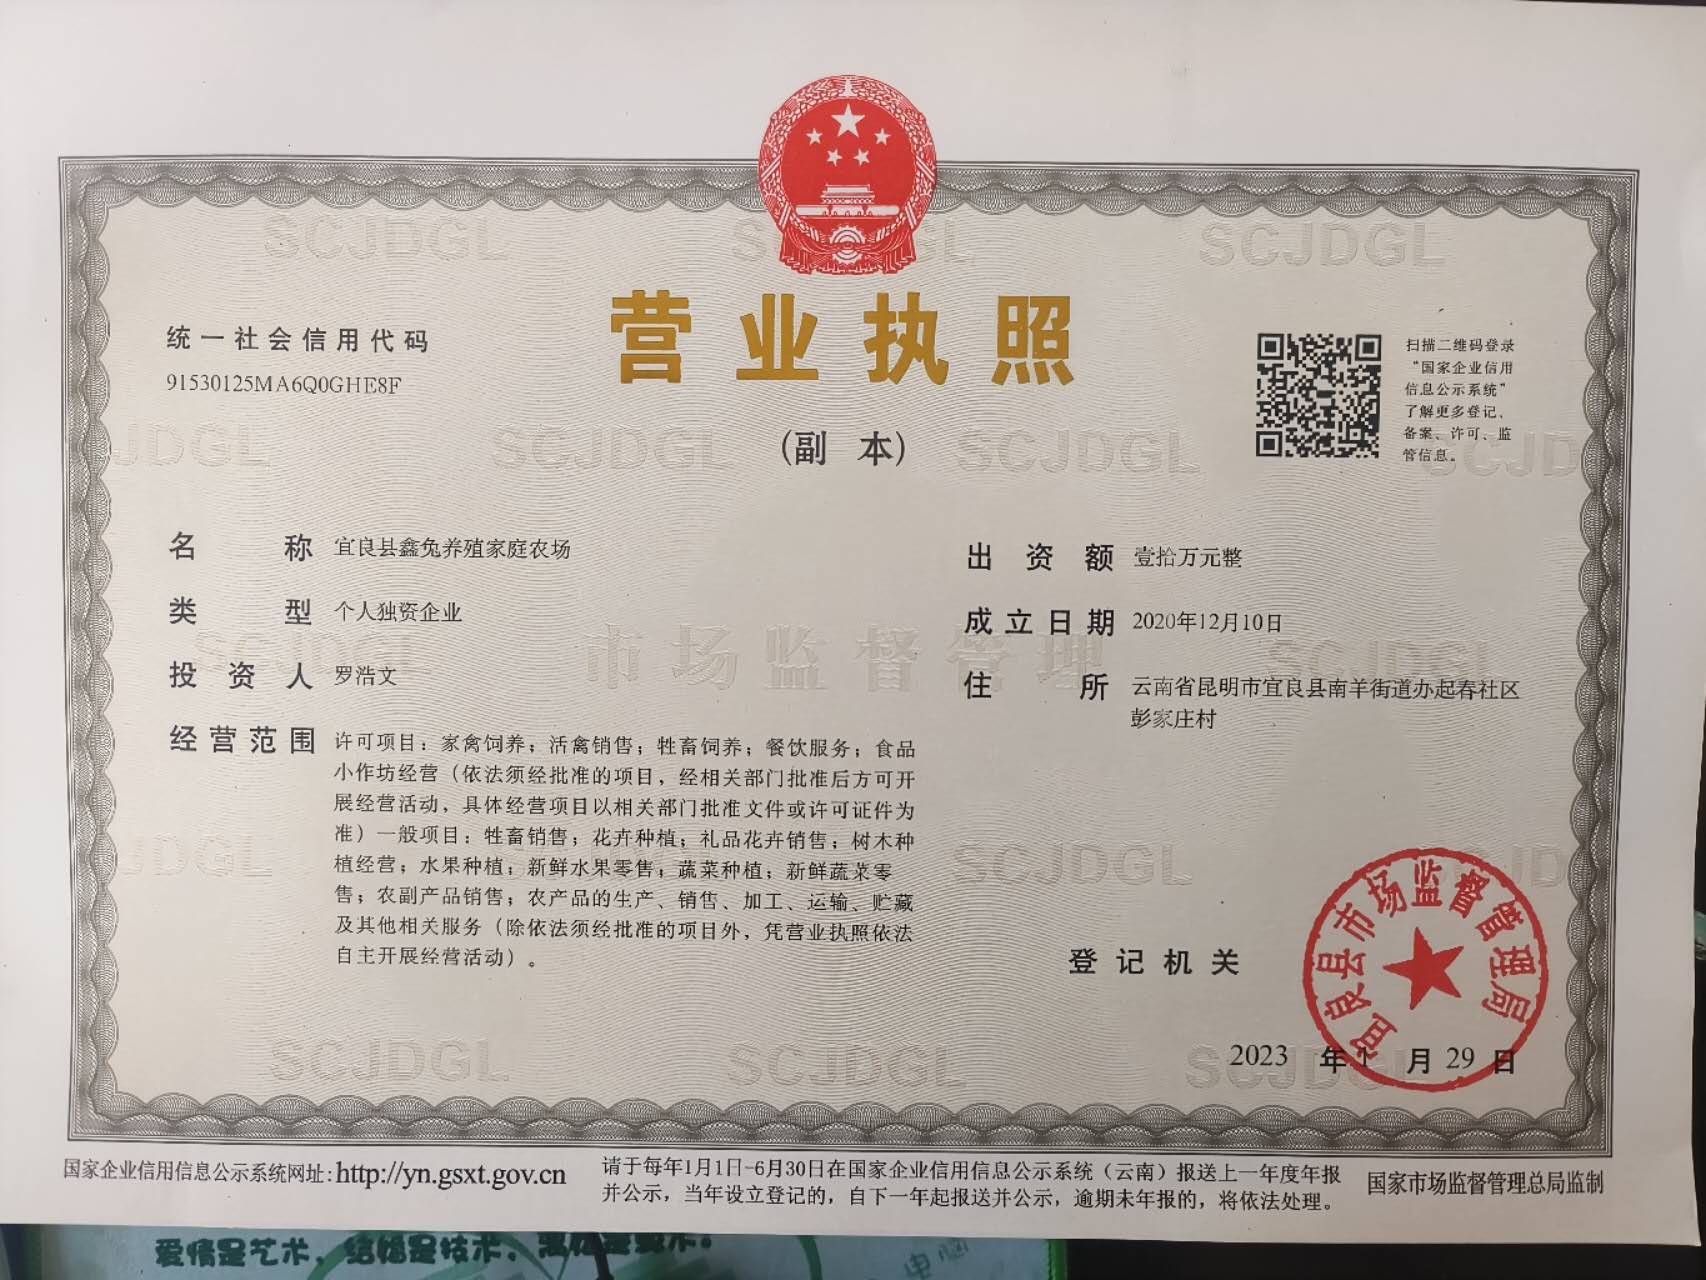 营业执照
(副 本)
统一社会信用代码
91530125MA6Q0GHE8F
扫描二维码登录
“国家企业信用
信息公示系统”
了解更多登记、
备案、许可、监
管信息。
名 称 宜良县鑫兔养殖家庭农场
类 型 个人独资企业
投 资 人 罗浩文
经营范围 许可项目：家禽饲养；活禽销售；牲畜饲养；餐饮服务；食品
小作坊经营（依法须经批准的项目，经相关部门批准后方可开
展经营活动，具体经营项目以相关部门批准文件或许可证件为
准）一般项目：牲畜销售；花卉种植；礼品花卉销售；树木种
植经营；水果种植；新鲜水果零售；蔬菜种植；新鲜蔬菜零
售；农副产品销售；农产品的生产、销售、加工、运输、贮藏
及其他相关服务（除依法须经批准的项目外，凭营业执照依法
自主开展经营活动）。
出 资 额 壹拾万元整
成立日期 2020年12月10日
住 所 云南省昆明市宜良县南羊街道办起春社区
彭家庄村
SCJDGL
市场监督管理
登记机关
宜良县市场监督管理局
2023 年 1 月 29 日
国家企业信用信息公示系统网址:http://yn.gsxt.gov.cn
请于每年1月1日-6月30日在国家企业信用信息公示系统（云南）报送上一年度年报
并公示，当年设立登记的，自下一年起报送并公示，逾期未年报的，将依法处理。
国家市场监督管理总局监制
爱情是艺术，结婚是技术，
电脑